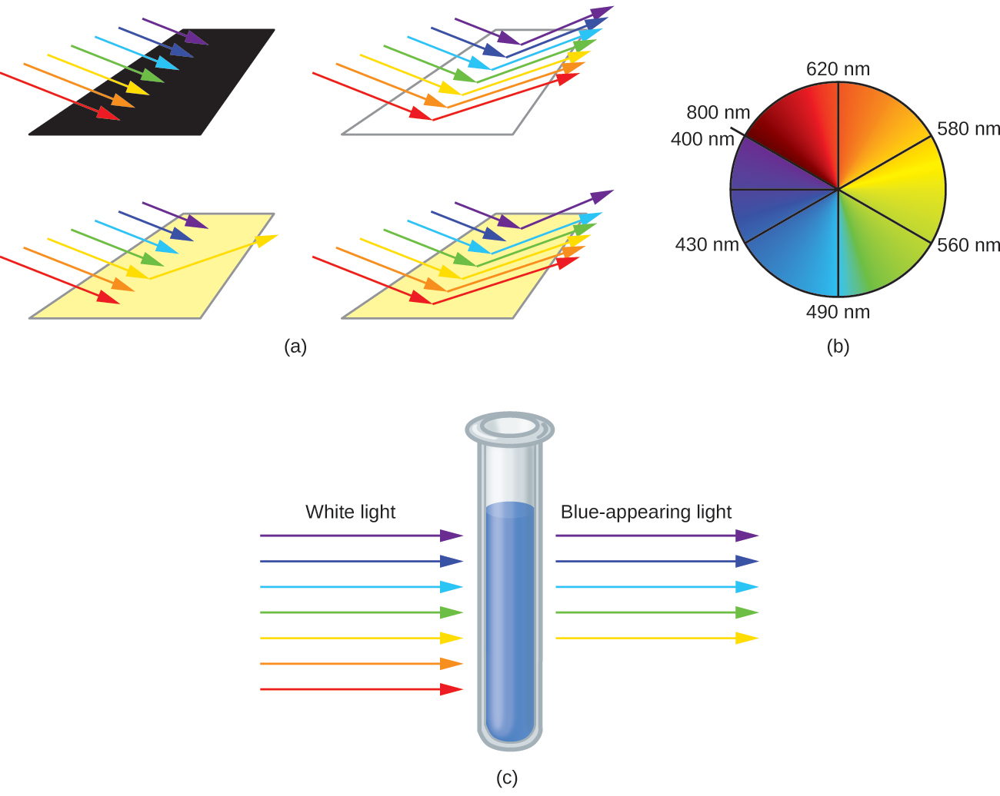 620 nm
800 nm
400 nm
580 nm
430 nm
560 nm
490 nm
(a)
(b)
White light
Blue-appearing light
(c)